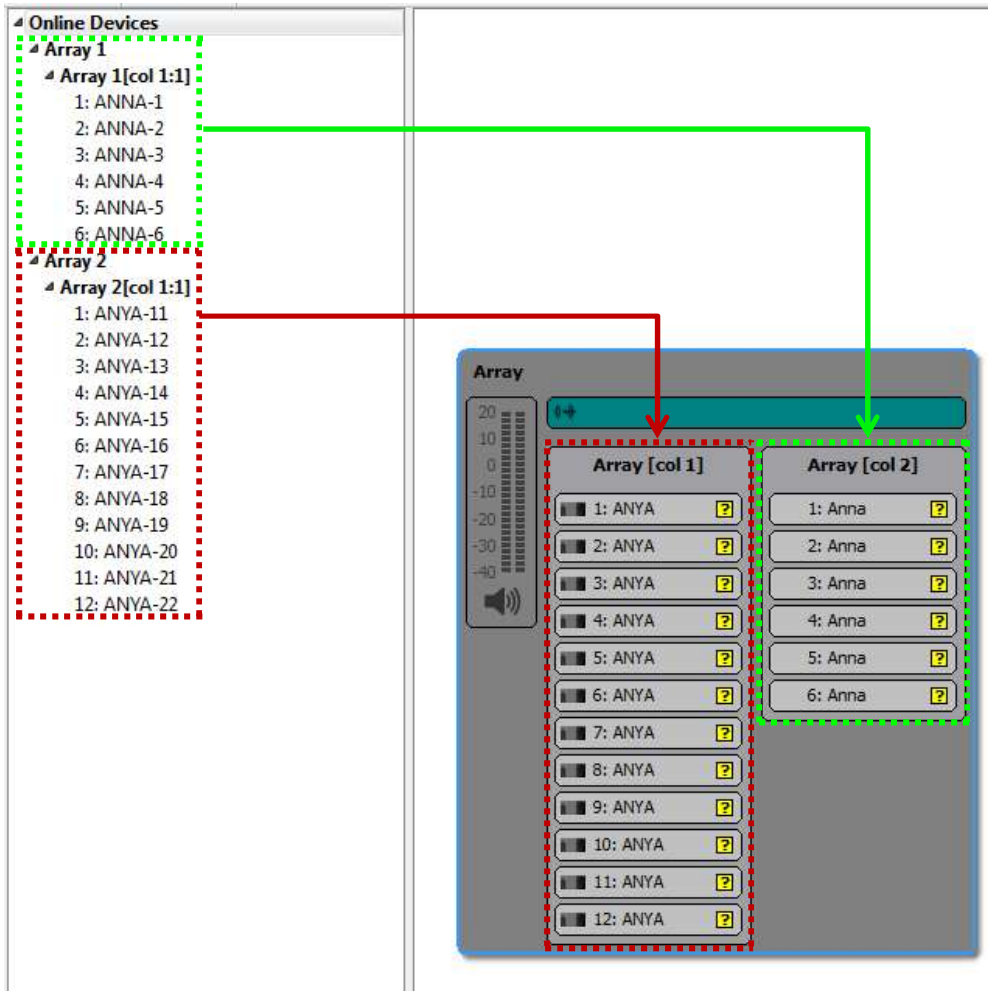 Online Devices
Array 1
Array 1[col 1:1]
1: ANNA-1
2: ANNA-2
3: ANNA-3
4: ANNA-4
5: ANNA-5
6: ANNA-6
Array 2
Array 2[col 1:1]
1: ANYA-11
2: ANYA-12
3: ANYA-13
4: ANYA-14
5: ANYA-15
6: ANYA-16
7: ANYA-17
8: ANYA-18
9: ANYA-19
10: ANYA-20
11: ANYA-21
12: ANYA-22
Array
20
10
0
-10
-20
-30
-40
Array [col 1]
1: ANYA ?
2: ANYA ?
3: ANYA ?
4: ANYA ?
5: ANYA ?
6: ANYA ?
7: ANYA ?
8: ANYA ?
9: ANYA ?
10: ANYA ?
11: ANYA ?
12: ANYA ?
Array [col 2]
1: Anna ?
2: Anna ?
3: Anna ?
4: Anna ?
5: Anna ?
6: Anna ?